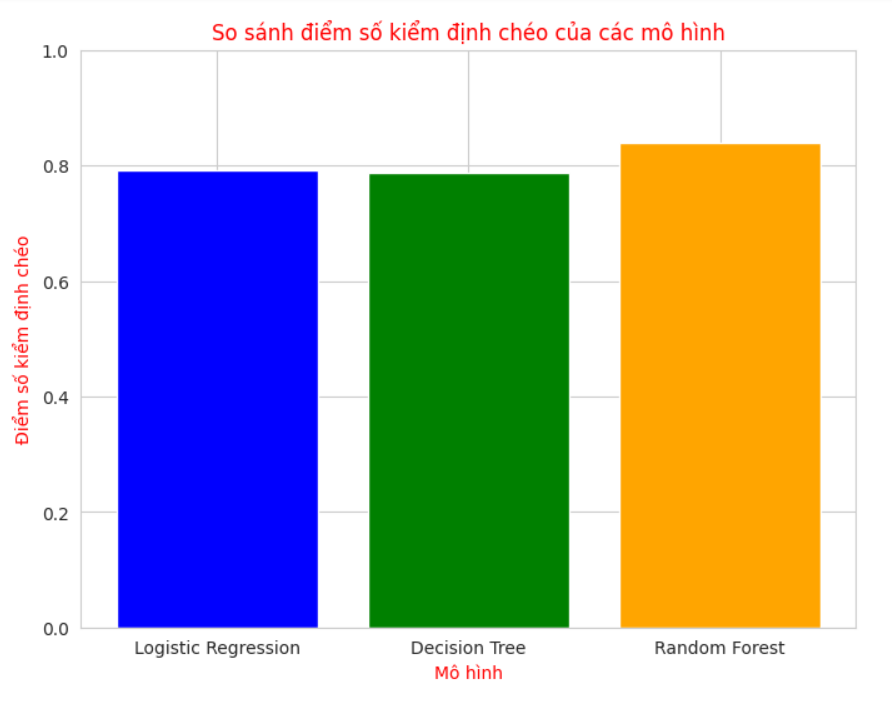 So sánh điểm số kiểm định chéo của các mô hình
1.0
0.8
0.6
0.4
0.2
0.0
Điểm số kiểm định chéo
Logistic Regression
Decision Tree
Random Forest
Mô hình